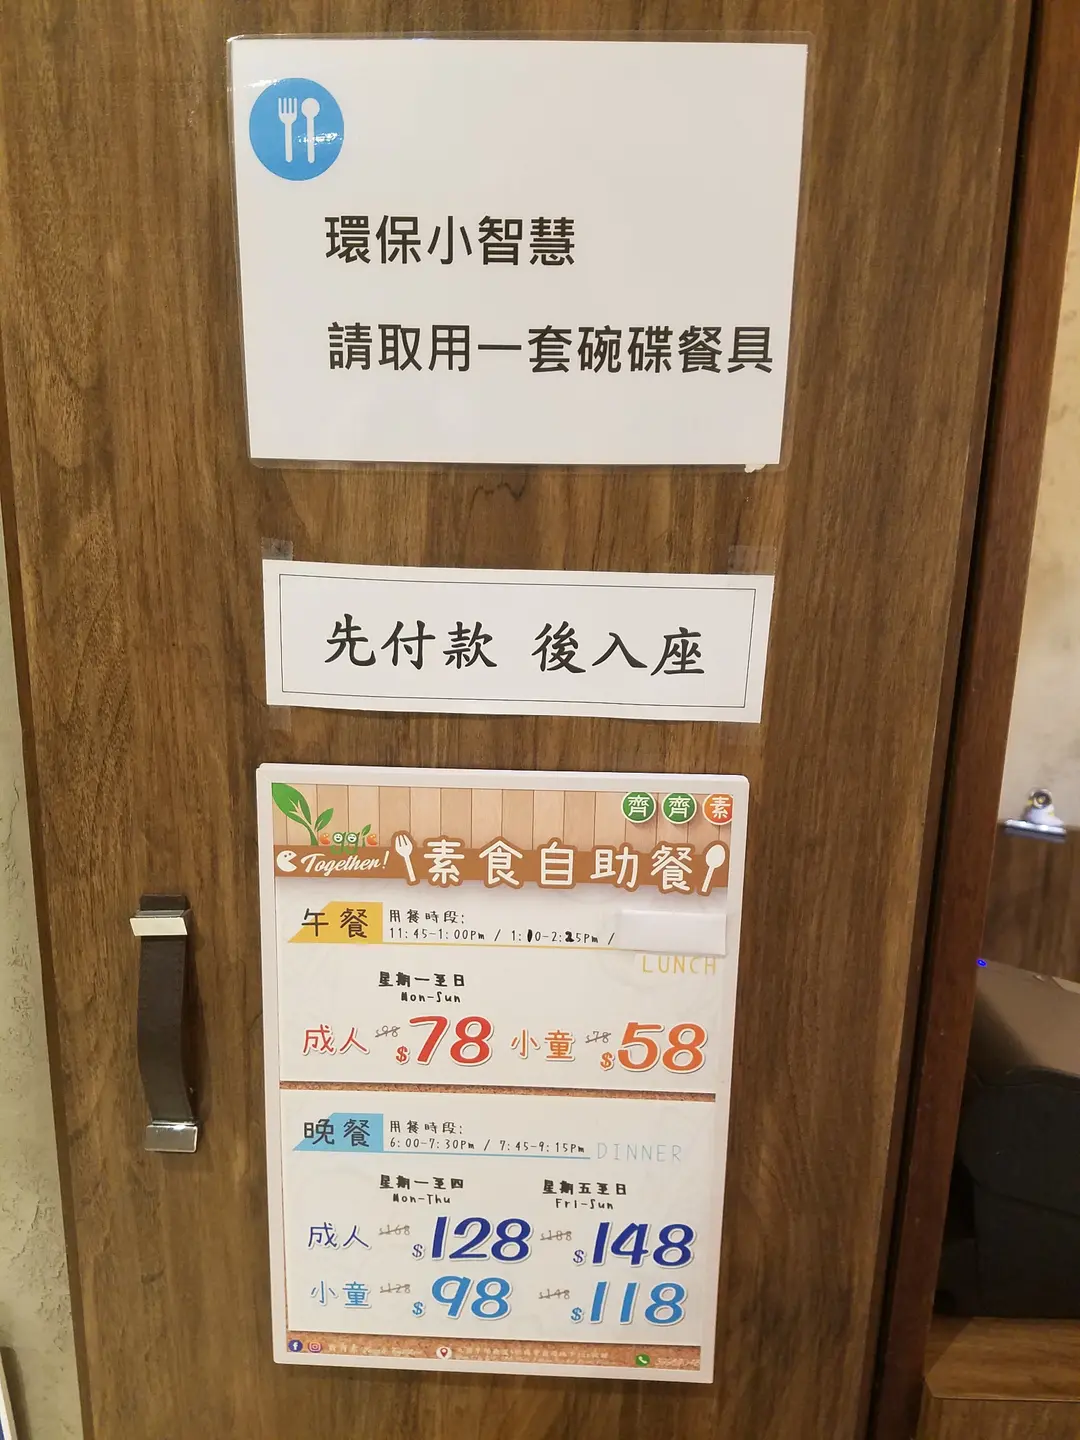 環保小智慧
請取用一套碗碟餐具
先付款 後入座
齊齊素
Veggie
Together!
素食自助餐
午餐
用餐時段:
11:45-1:00Pm / 1:10-2:25Pm /
LUNCH
星期一至日
Mon-Sun
成人 $98 $78 小童 $78 $58
晚餐
用餐時段:
6:00-7:30Pm / 7:45-9:15Pm
DINNER
星期一至四 星期五至日
Mon-Thu Fri-Sun
成人 $168 $128 $188 $148
小童 $128 $98 $148 $118